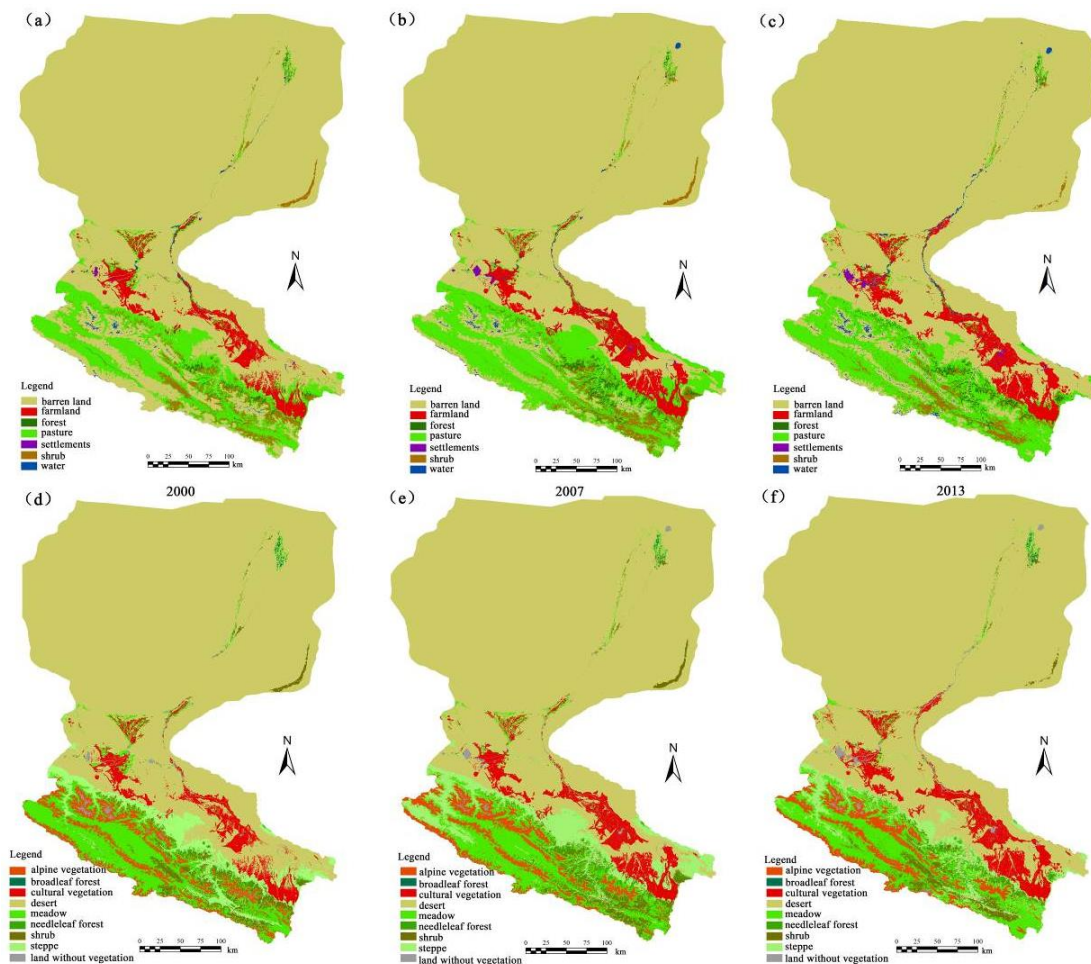 (a)
N
Legend
barren land
farmland
forest
pasture
settlements
shrub
water
0 25 50 75 100
km
(b)
N
Legend
barren land
farmland
forest
pasture
settlements
shrub
water
0 25 50 75 100
km
(c)
N
Legend
barren land
farmland
forest
pasture
settlements
shrub
water
0 25 50 75 100
km
2000
2007
2013
(d)
N
Legend
alpine vegetation
broadleaf forest
cultural vegetation
desert
meadow
needleleaf forest
shrub
steppe
land without vegetation
0 25 50 75 100
km
(e)
N
Legend
alpine vegetation
broadleaf forest
cultural vegetation
desert
meadow
needleleaf forest
shrub
steppe
land without vegetation
0 25 50 75 100
km
(f)
N
Legend
alpine vegetation
broadleaf forest
cultural vegetation
desert
meadow
needleleaf forest
shrub
steppe
land without vegetation
0 25 50 75 100
km